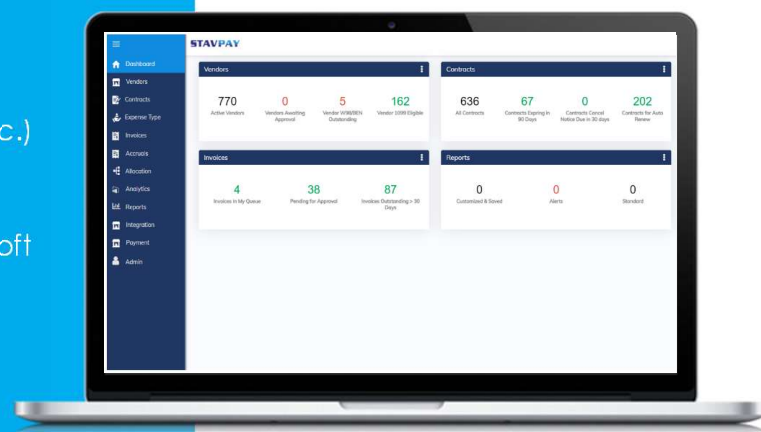 c.)
oft
STAVPAY
Dashboard
Vendors
Contracts
Expense Type
Invoices
Accruals
Allocation
Analytics
Reports
Integration
Payment
Admin
Vendors
770
Active Vendors
0
Vendors Awaiting
Approval
5
Vendor W9/8/BEN
Outstanding
162
Vendor 1099 Eligible
Contracts
636
All Contracts
67
Contracts Expiring in
90 Days
0
Contracts Cancel
Notice Due in 30 days
202
Contracts for Auto
Renew
Invoices
4
Invoices In My Queue
38
Pending for Approval
87
Invoices Outstanding > 30
Days
Reports
0
Customized & Saved
0
Alerts
0
Standard